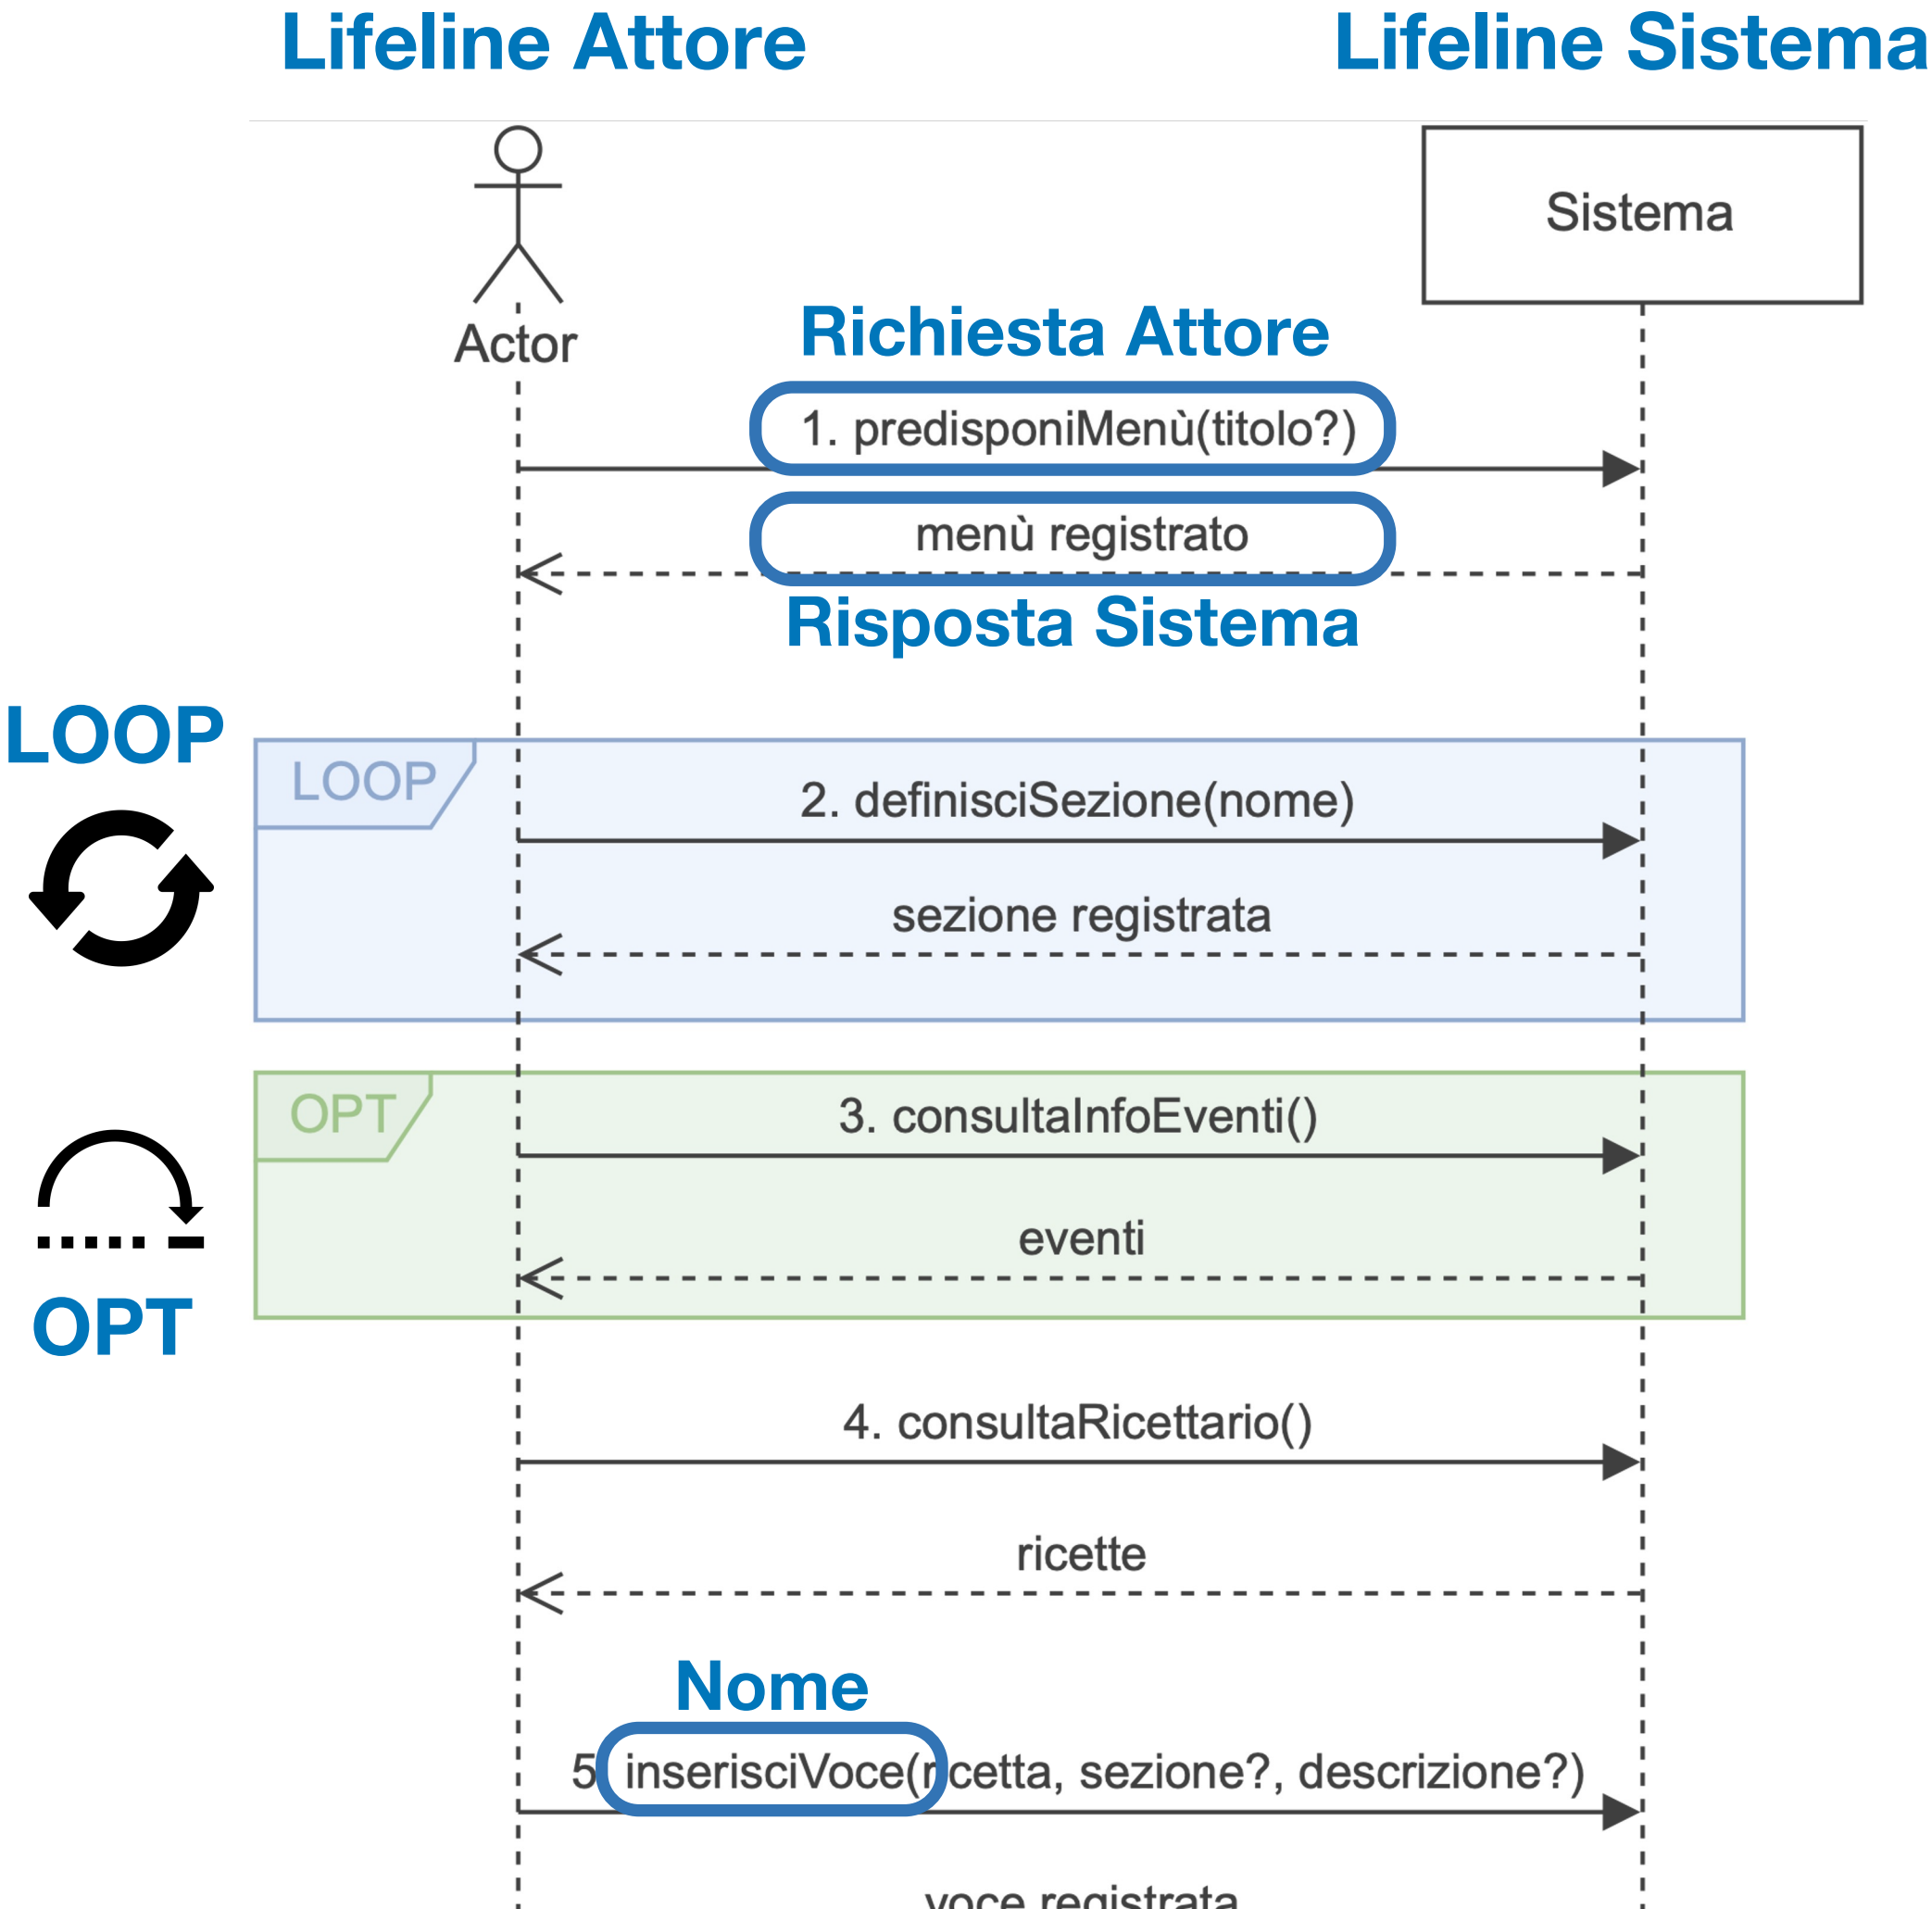 Lifeline Attore
Lifeline Sistema
Sistema
Actor
Richiesta Attore
1. predisponiMenù(titolo?)
menù registrato
Risposta Sistema
LOOP
LOOP
2. definisciSezione(nome)
sezione registrata
OPT
3. consultaInfoEventi()
eventi
OPT
4. consultaRicettario()
ricette
Nome
5 inserisciVoce(ricetta, sezione?, descrizione?)
voce registrata